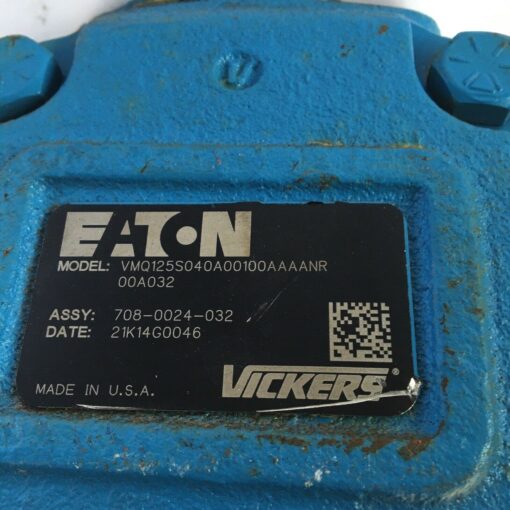 EATON
MODEL: VMQ125S040A00100AAAANR
00A032
ASSY: 708-0024-032
DATE: 21K14G0046
MADE IN U.S.A.
VICKERS®